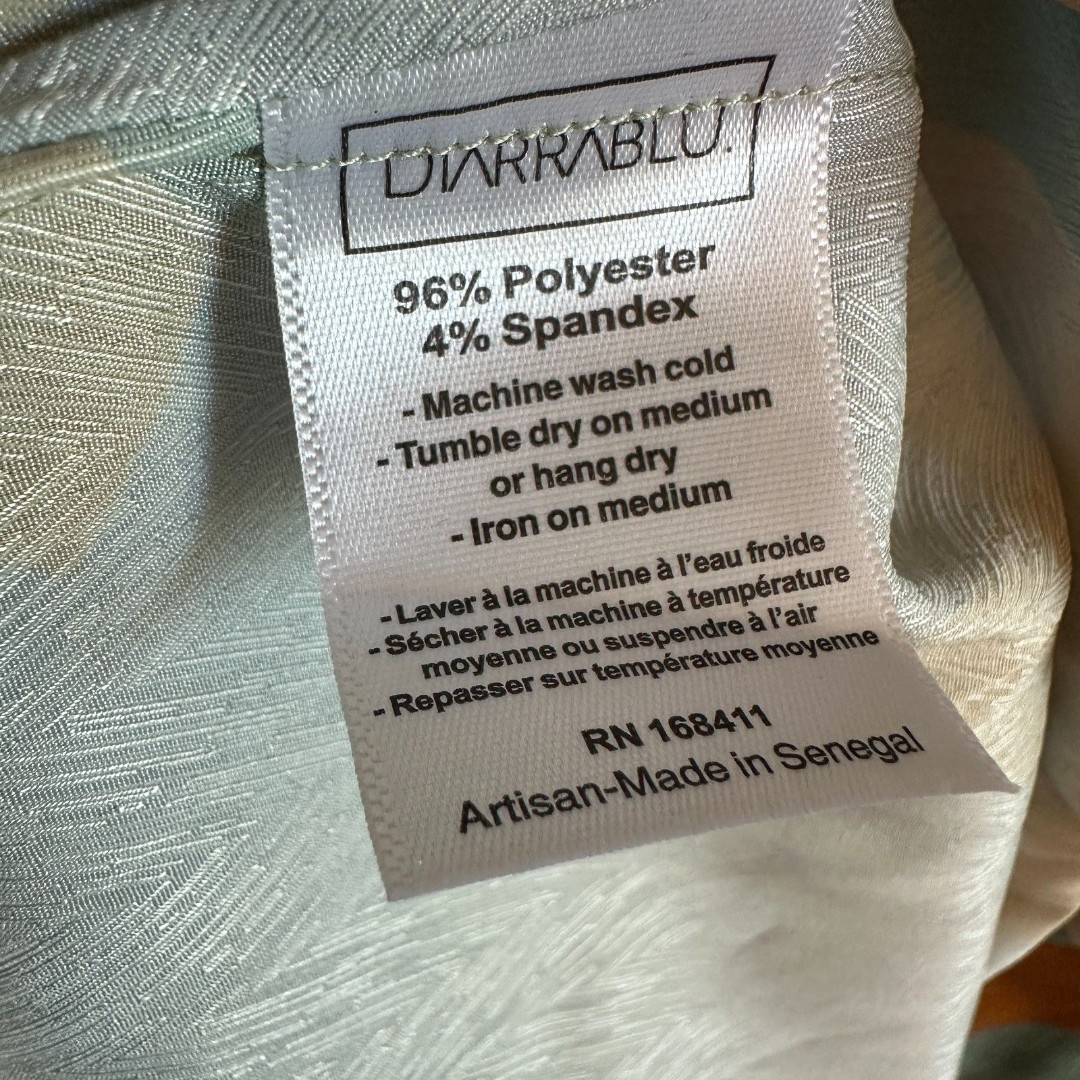 DIARRABLU.
96% Polyester
4% Spandex
- Machine wash cold
- Tumble dry on medium
or hang dry
- Iron on medium
- Laver à la machine à l'eau froide
- Sécher à la machine à température
moyenne ou suspendre à l'air
- Repasser sur température moyenne
RN 168411
Artisan-Made in Senegal